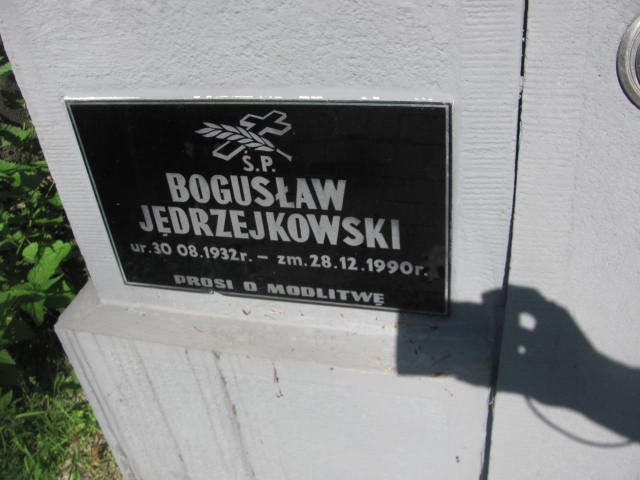 Ś.P.
BOGUSŁAW
JĘDRZEJKOWSKI
ur.30 08.1932r. – zm.28.12.1990r.
PROSI O MODLITWĘ